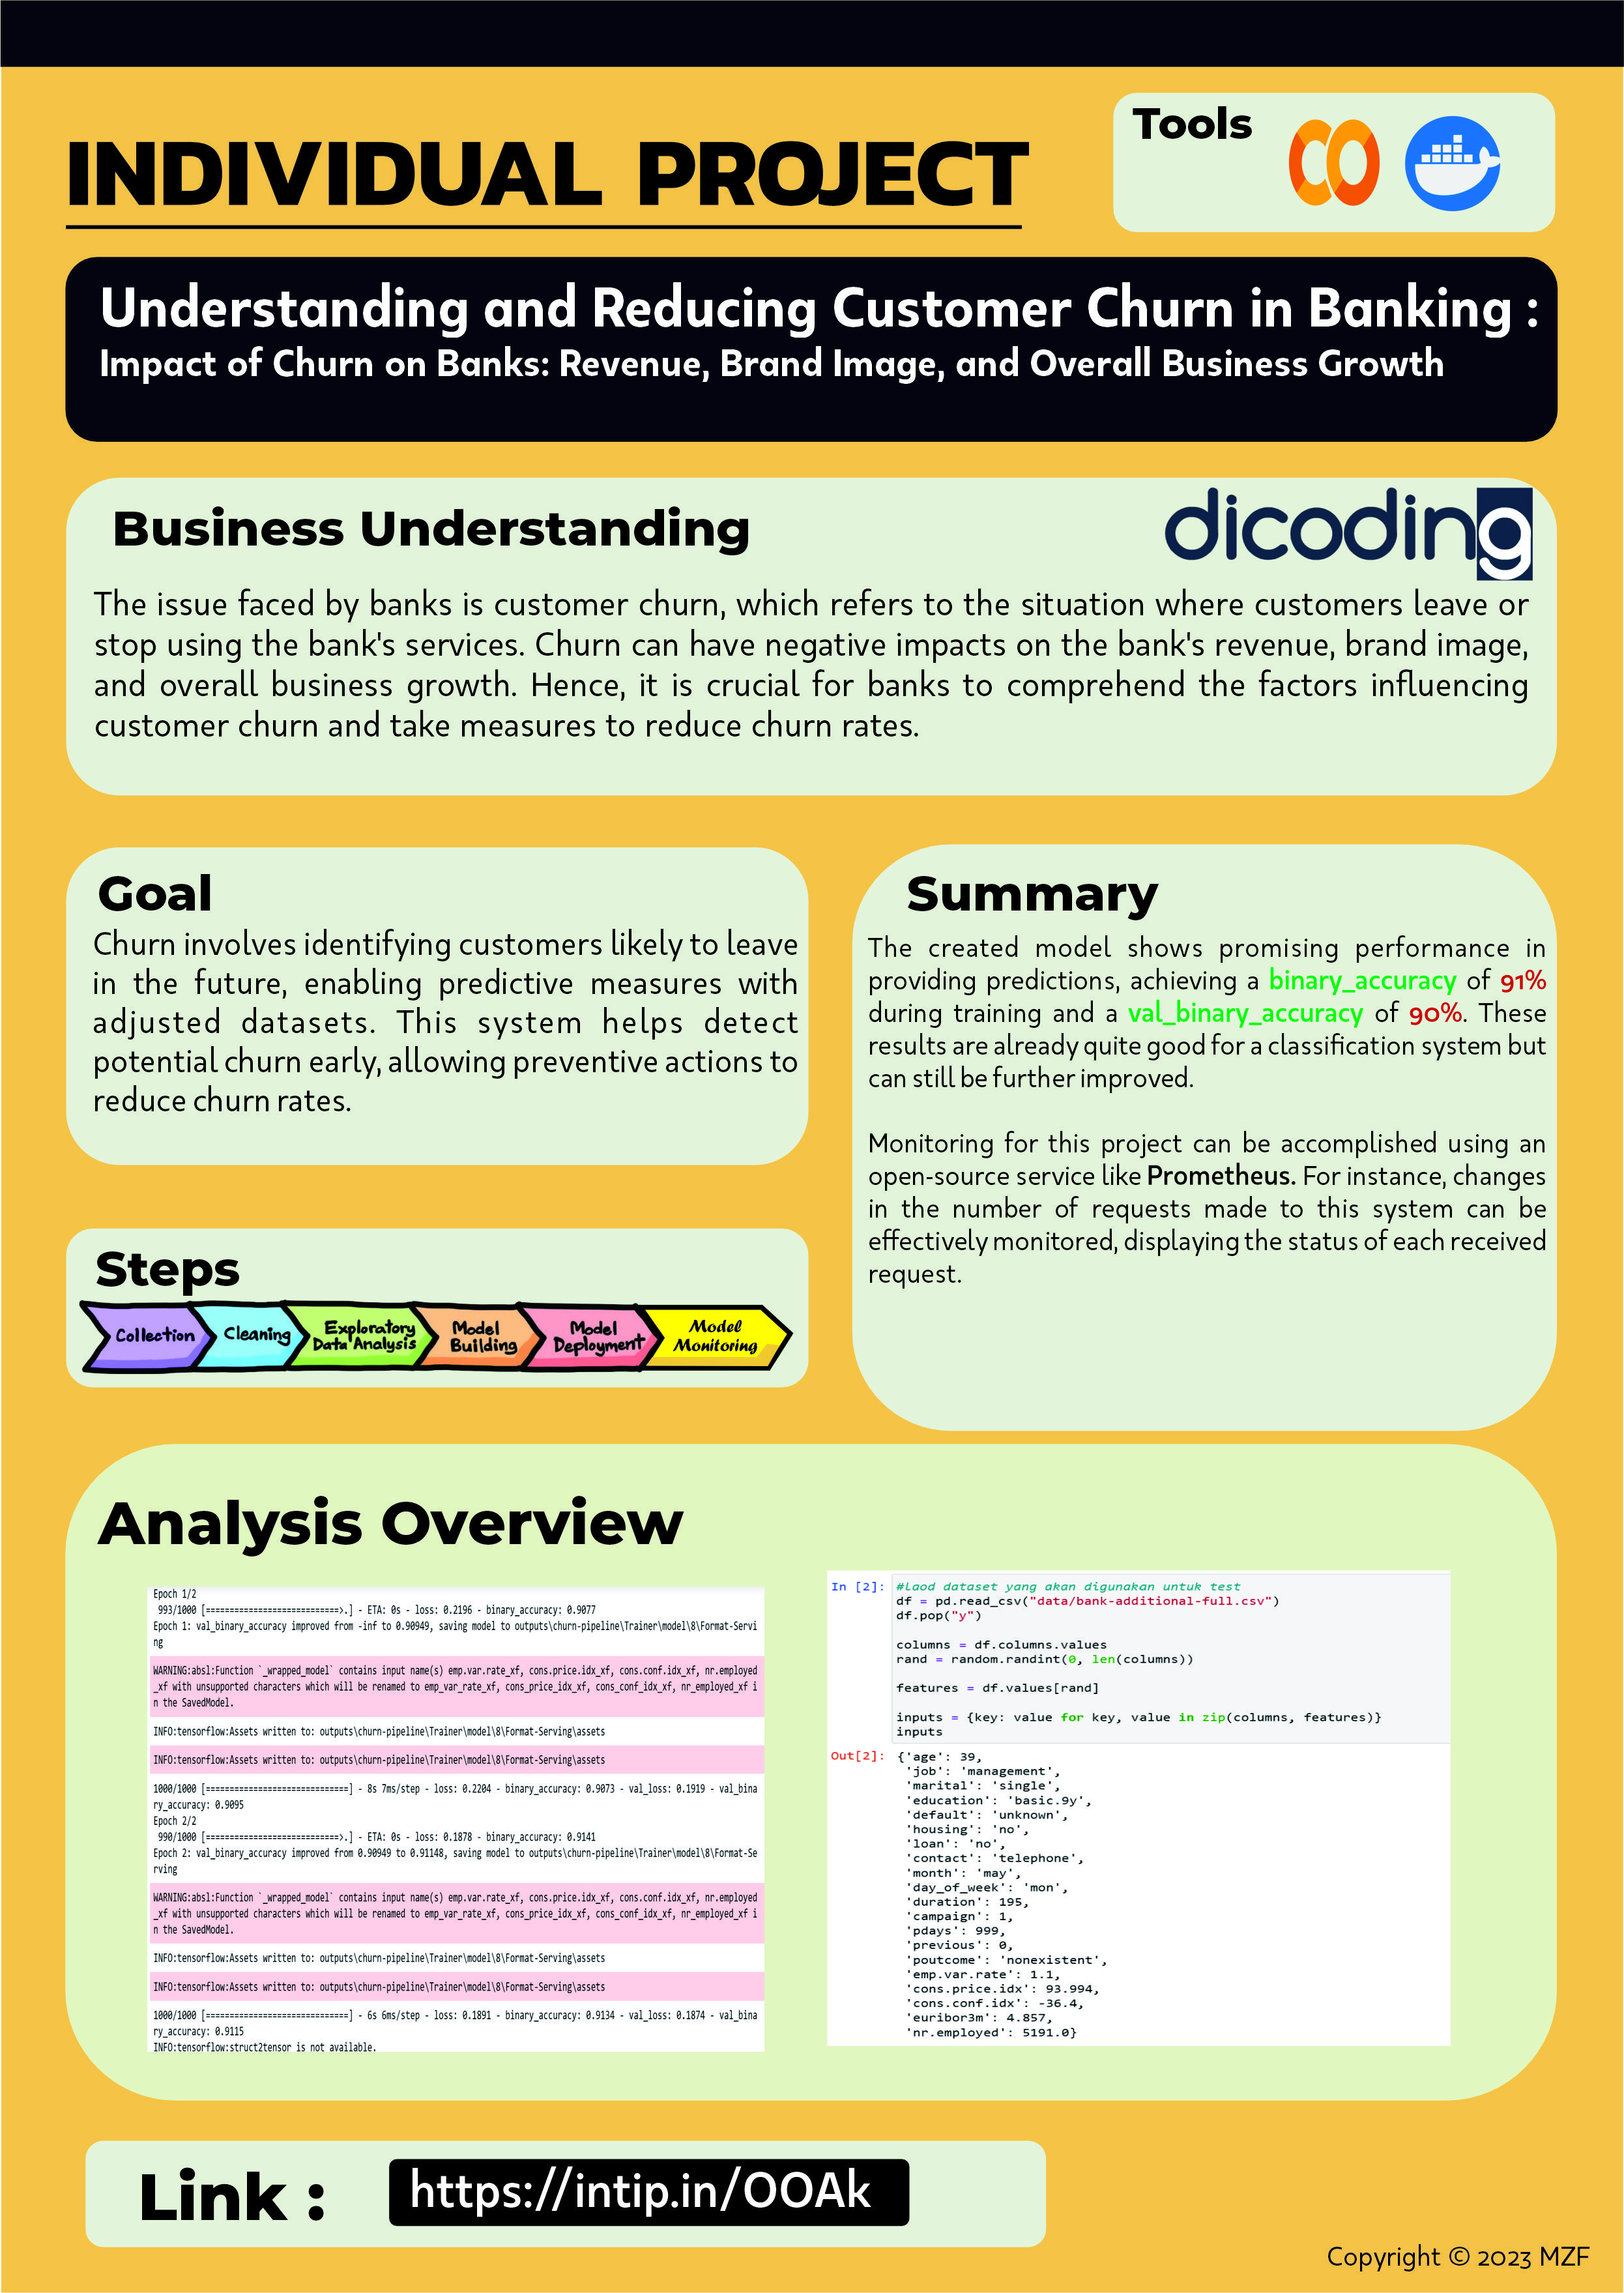 INDIVIDUAL PROJECT
Tools
Understanding and Reducing Customer Churn in Banking :
Impact of Churn on Banks: Revenue, Brand Image, and Overall Business Growth
Business Understanding
dicoding
The issue faced by banks is customer churn, which refers to the situation where customers leave or
stop using the bank's services. Churn can have negative impacts on the bank's revenue, brand image,
and overall business growth. Hence, it is crucial for banks to comprehend the factors influencing
customer churn and take measures to reduce churn rates.
Goal
Churn involves identifying customers likely to leave
in the future, enabling predictive measures with
adjusted datasets. This system helps detect
potential churn early, allowing preventive actions to
reduce churn rates.
Summary
The created model shows promising performance in
providing predictions, achieving a binary_accuracy of 91%
during training and a val_binary_accuracy of 90%. These
results are already quite good for a classification system but
can still be further improved.
Monitoring for this project can be accomplished using an
open-source service like Prometheus. For instance, changes
in the number of requests made to this system can be
effectively monitored, displaying the status of each received
request.
Steps
Collection
Cleaning
Exploratory
Data Analysis
Model
Building
Model
Deployment
Model
Monitoring
Analysis Overview
Epoch 1/2
993/1000 [============================>.] - ETA: 0s - loss: 0.2196 - binary_accuracy: 0.9077
Epoch 1: val_binary_accuracy improved from -inf to 0.90949, saving model to outputs\churn-pipeline\Trainer\model\8\Format-Servi
ng
WARNING:absl:Function `_wrapped_model` contains input name(s) emp.var.rate_xf, cons.price.idx_xf, cons.conf.idx_xf, nr.employed
_xf with unsupported characters which will be renamed to emp_var_rate_xf, cons_price_idx_xf, cons_conf_idx_xf, nr_employed_xf i
n the SavedModel.
INFO:tensorflow:Assets written to: outputs\churn-pipeline\Trainer\model\8\Format-Serving\assets
INFO:tensorflow:Assets written to: outputs\churn-pipeline\Trainer\model\8\Format-Serving\assets
1000/1000 [==============================] - 8s 7ms/step - loss: 0.2204 - binary_accuracy: 0.9073 - val_loss: 0.1919 - val_bina
ry_accuracy: 0.9095
Epoch 2/2
990/1000 [============================>.] - ETA: 0s - loss: 0.1878 - binary_accuracy: 0.9141
Epoch 2: val_binary_accuracy improved from 0.90949 to 0.91148, saving model to outputs\churn-pipeline\Trainer\model\8\Format-Se
rving
WARNING:absl:Function `_wrapped_model` contains input name(s) emp.var.rate_xf, cons.price.idx_xf, cons.conf.idx_xf, nr.employed
_xf with unsupported characters which will be renamed to emp_var_rate_xf, cons_price_idx_xf, cons_conf_idx_xf, nr_employed_xf i
n the SavedModel.
INFO:tensorflow:Assets written to: outputs\churn-pipeline\Trainer\model\8\Format-Serving\assets
INFO:tensorflow:Assets written to: outputs\churn-pipeline\Trainer\model\8\Format-Serving\assets
1000/1000 [==============================] - 6s 6ms/step - loss: 0.1891 - binary_accuracy: 0.9134 - val_loss: 0.1874 - val_bina
ry_accuracy: 0.9115
INFO:tensorflow:struct2tensor is not available.
In [2]: #Laod dataset yang akan digunakan untuk test
df = pd.read_csv("data/bank-additional-full.csv")
df.pop("y")
columns = df.columns.values
rand = random.randint(0, len(columns))
features = df.values[rand]
inputs = {key: value for key, value in zip(columns, features)}
inputs
Out[2]: {'age': 39,
'job': 'management',
'marital': 'single',
'education': 'basic.9y',
'default': 'unknown',
'housing': 'no',
'loan': 'no',
'contact': 'telephone',
'month': 'may',
'day_of_week': 'mon',
'duration': 195,
'campaign': 1,
'pdays': 999,
'previous': 0,
'poutcome': 'nonexistent',
'emp.var.rate': 1.1,
'cons.price.idx': 93.994,
'cons.conf.idx': -36.4,
'euribor3m': 4.857,
'nr.employed': 5191.0}
Link :
https://intip.in/OOAk
Copyright © 2023 MZF